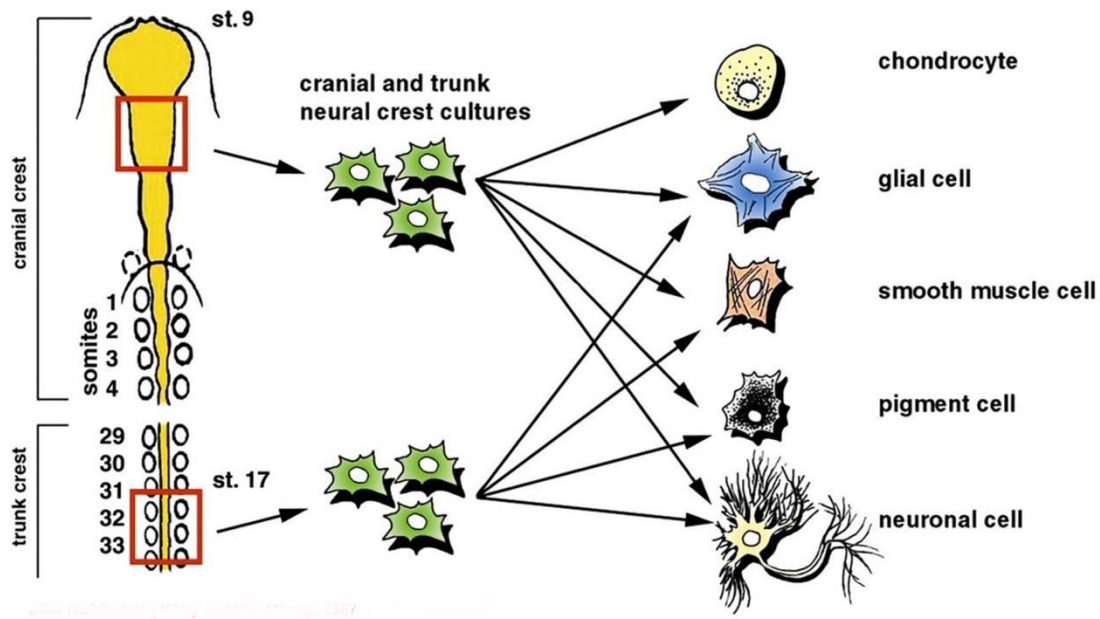 st. 9
cranial and trunk
neural crest cultures
chondrocyte
glial cell
smooth muscle cell
pigment cell
neuronal cell
cranial crest
somites
1
2
3
4
trunk crest
29
30
31
32
33
st. 17